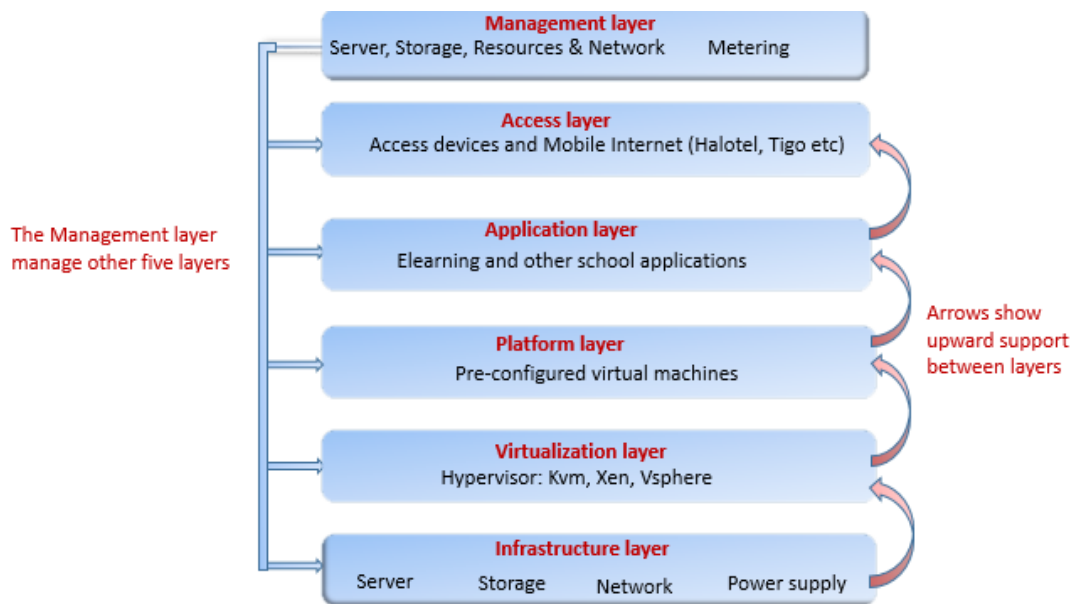 Management layer
Server, Storage, Resources & Network Metering
Access layer
Access devices and Mobile Internet (Halotel, Tigo etc)
The Management layer
manage other five layers
Application layer
Elearning and other school applications
Platform layer
Pre-configured virtual machines
Arrows show
upward support
between layers
Virtualization layer
Hypervisor: Kvm, Xen, Vsphere
Infrastructure layer
Server Storage Network Power supply